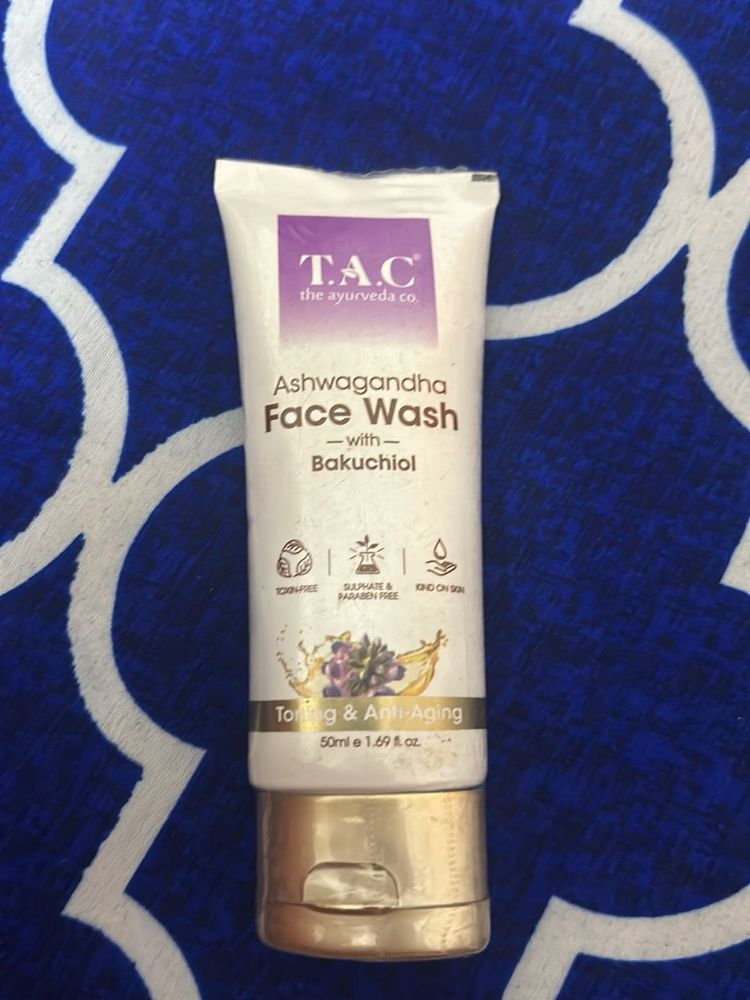 T.A.C®
the ayurveda co.
Ashwagandha
Face Wash
— with —
Bakuchiol
TOXIN-FREE
SULPHATE &
PARABEN FREE
KIND ON SKIN
Toning & Anti-Aging
50ml e 1.69 fl. oz.